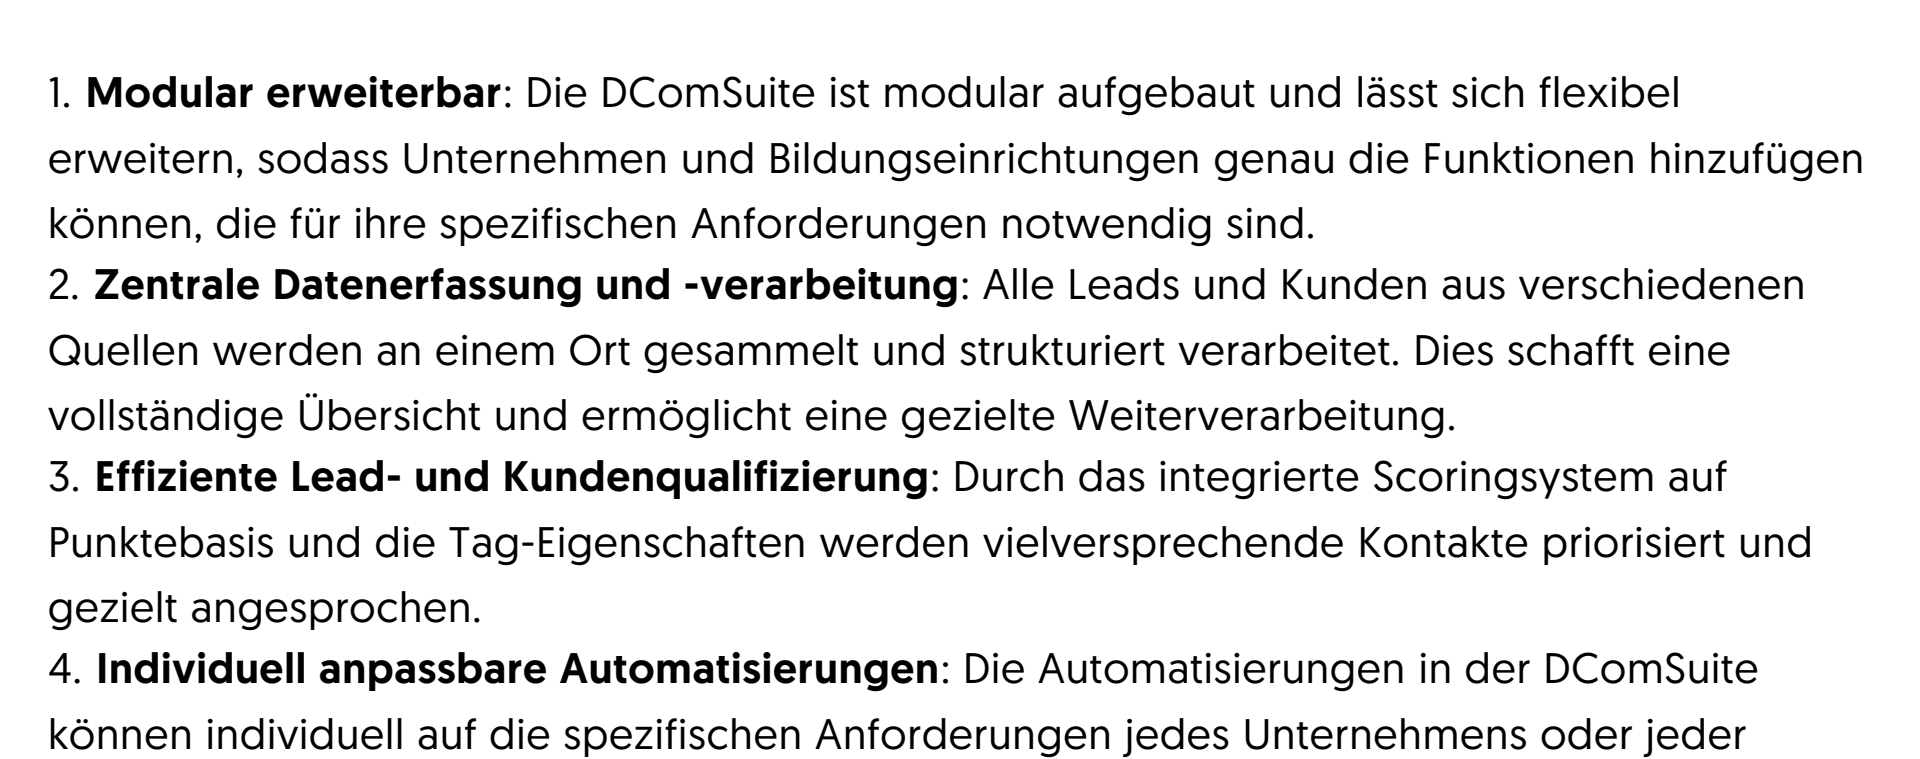 1. Modular erweiterbar: Die DComSuite ist modular aufgebaut und lässt sich flexibel
erweitern, sodass Unternehmen und Bildungseinrichtungen genau die Funktionen hinzufügen
können, die für ihre spezifischen Anforderungen notwendig sind.
2. Zentrale Datenerfassung und -verarbeitung: Alle Leads und Kunden aus verschiedenen
Quellen werden an einem Ort gesammelt und strukturiert verarbeitet. Dies schafft eine
vollständige Übersicht und ermöglicht eine gezielte Weiterverarbeitung.
3. Effiziente Lead- und Kundenqualifizierung: Durch das integrierte Scoringsystem auf
Punktebasis und die Tag-Eigenschaften werden vielversprechende Kontakte priorisiert und
gezielt angesprochen.
4. Individuell anpassbare Automatisierungen: Die Automatisierungen in der DComSuite
können individuell auf die spezifischen Anforderungen jedes Unternehmens oder jeder